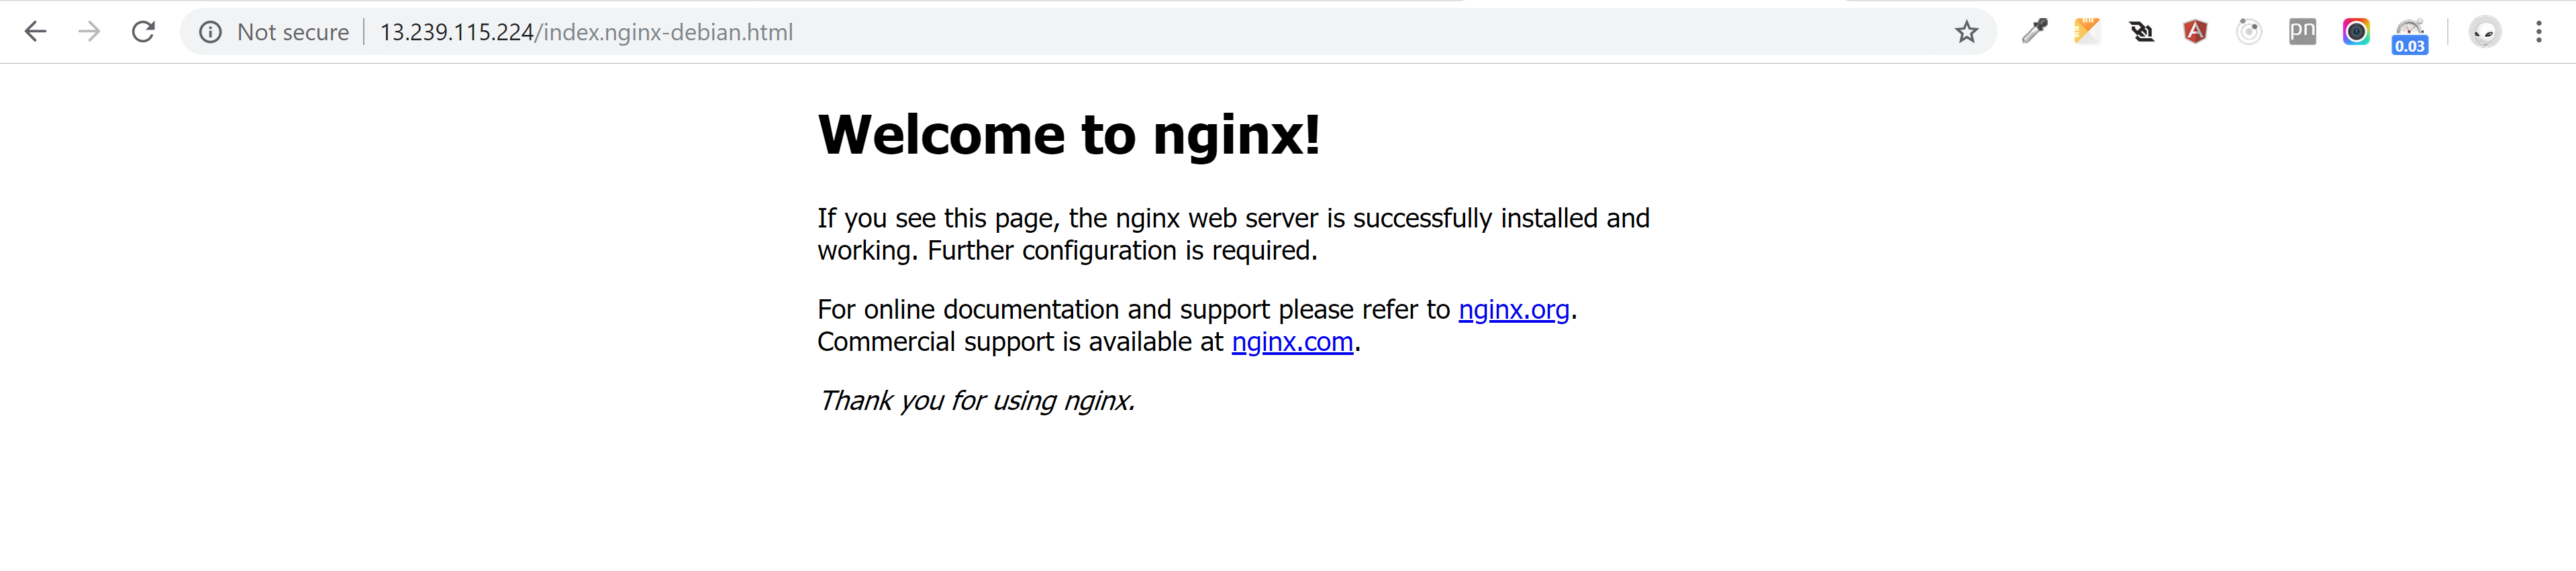 Not secure 13.239.115.224/index.nginx-debian.html
pn
0.03
Welcome to nginx!
If you see this page, the nginx web server is successfully installed and
working. Further configuration is required.
For online documentation and support please refer to nginx.org.
Commercial support is available at nginx.com.
Thank you for using nginx.